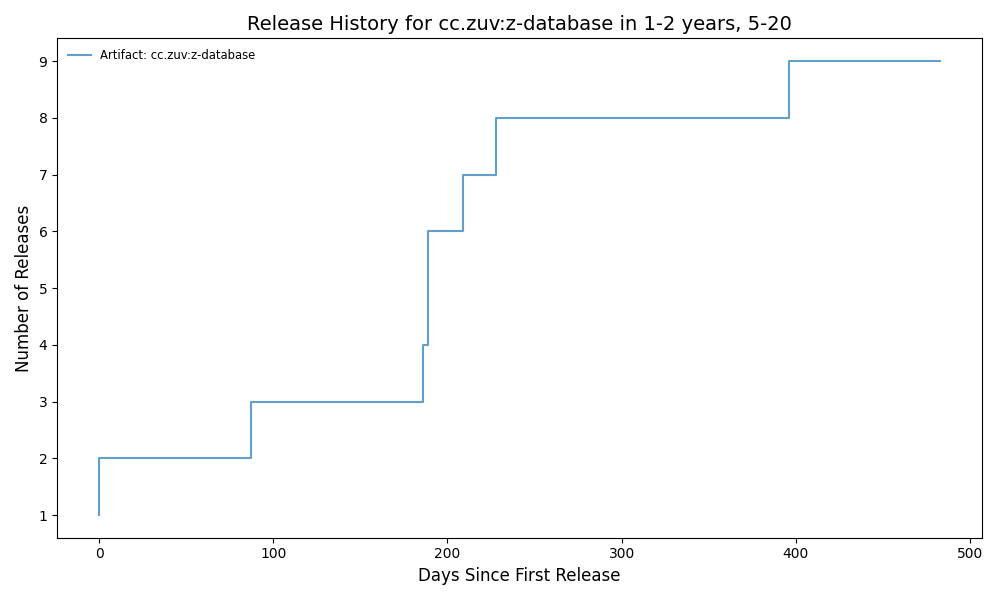 Release History for cc.zuv:z-database in 1-2 years, 5-20
Artifact: cc.zuv:z-database
Number of Releases
9
8
7
6
5
4
3
2
1
0 100 200 300 400 500
Days Since First Release